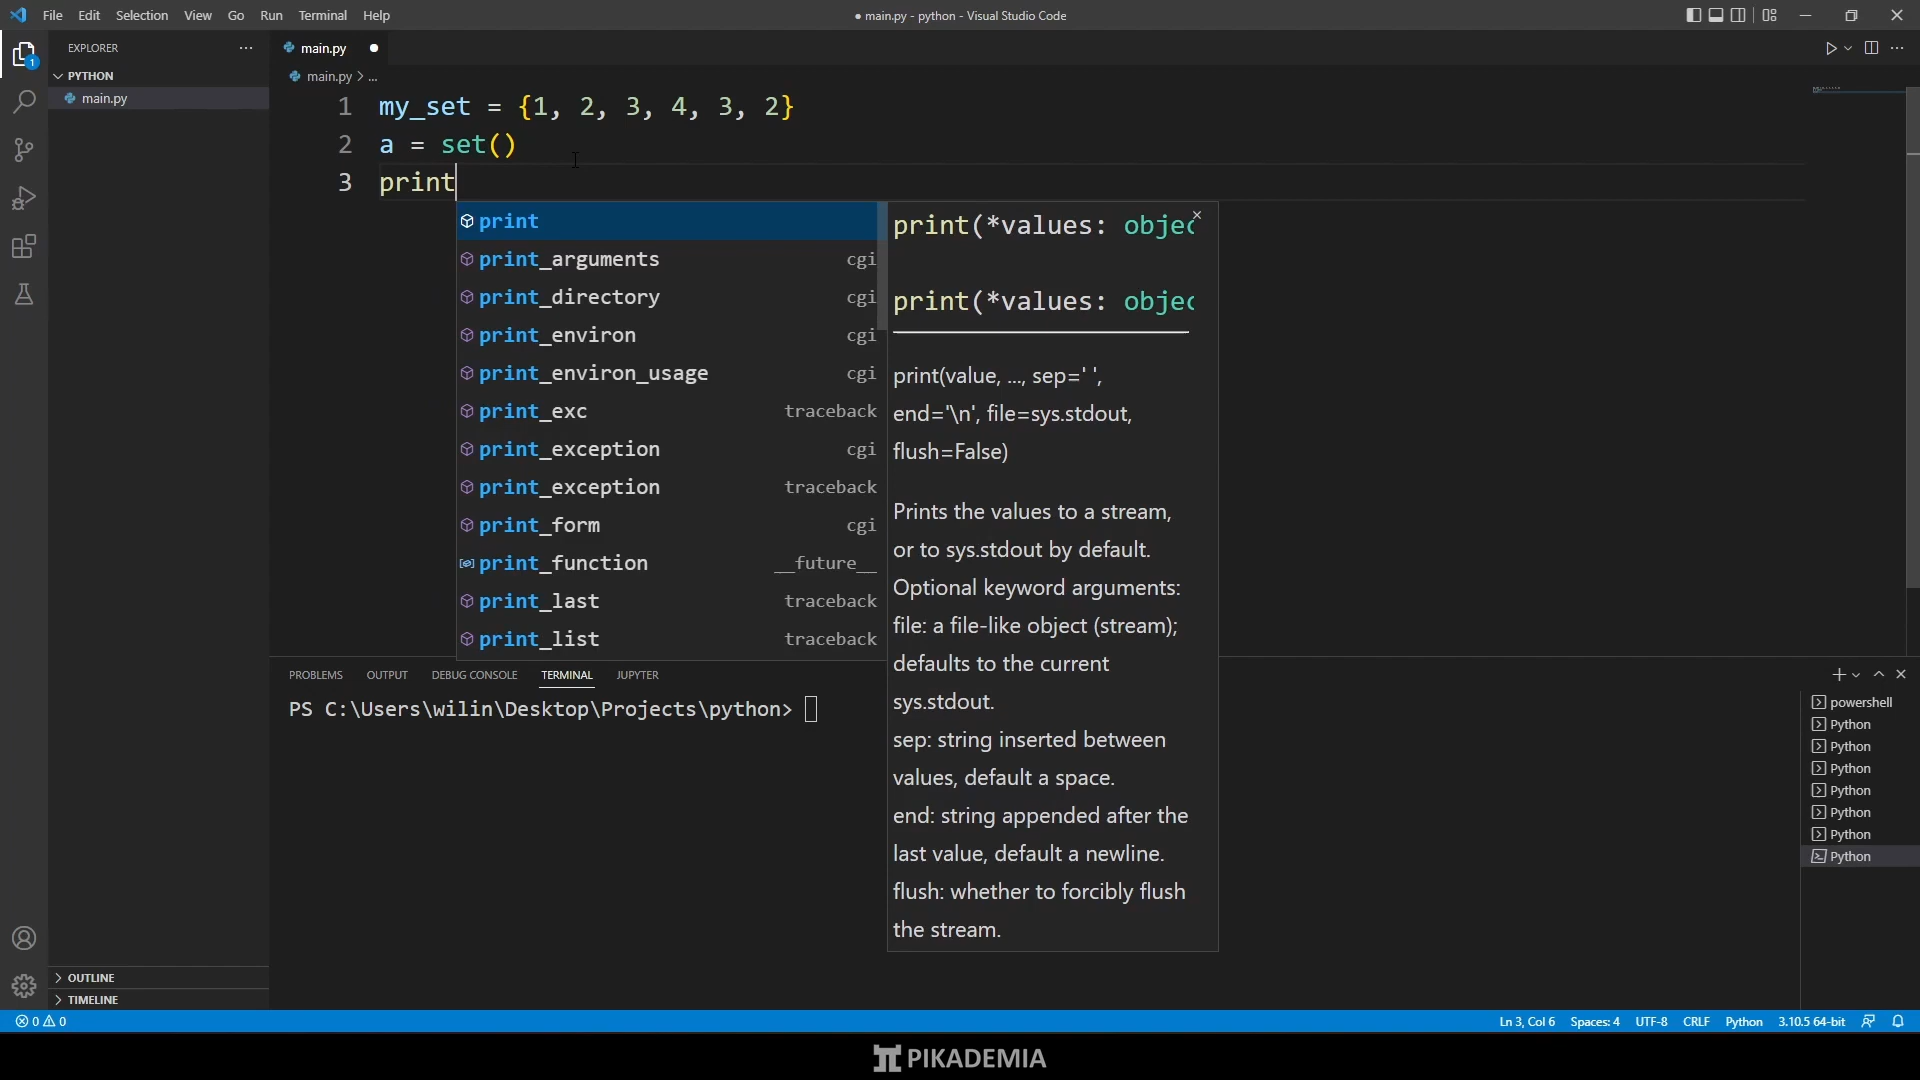 File Edit Selection View Go Run Terminal Help
● main.py - python - Visual Studio Code
EXPLORER
1
PYTHON
main.py
main.py
main.py > ...
1 my_set = {1, 2, 3, 4, 3, 2}
2 a = set()
3 print
print
print_arguments cgi
print_directory cgi
print_environ cgi
print_environ_usage cgi
print_exc traceback
print_exception cgi
print_exception traceback
print_form cgi
print_function __future__
print_last traceback
print_list traceback
print(*values: objec
print(*values: objec
print(value, ..., sep=' ',
end='\n', file=sys.stdout,
flush=False)
Prints the values to a stream,
or to sys.stdout by default.
Optional keyword arguments:
file: a file-like object (stream);
defaults to the current
sys.stdout.
sep: string inserted between
values, default a space.
end: string appended after the
last value, default a newline.
flush: whether to forcibly flush
the stream.
PROBLEMS OUTPUT DEBUG CONSOLE TERMINAL JUPYTER
PS C:\Users\wilin\Desktop\Projects\python>
powershell
Python
Python
Python
Python
Python
Python
Python
OUTLINE
TIMELINE
0 0
Ln 3, Col 6 Spaces: 4 UTF-8 CRLF Python 3.10.5 64-bit
PIKADEMIA